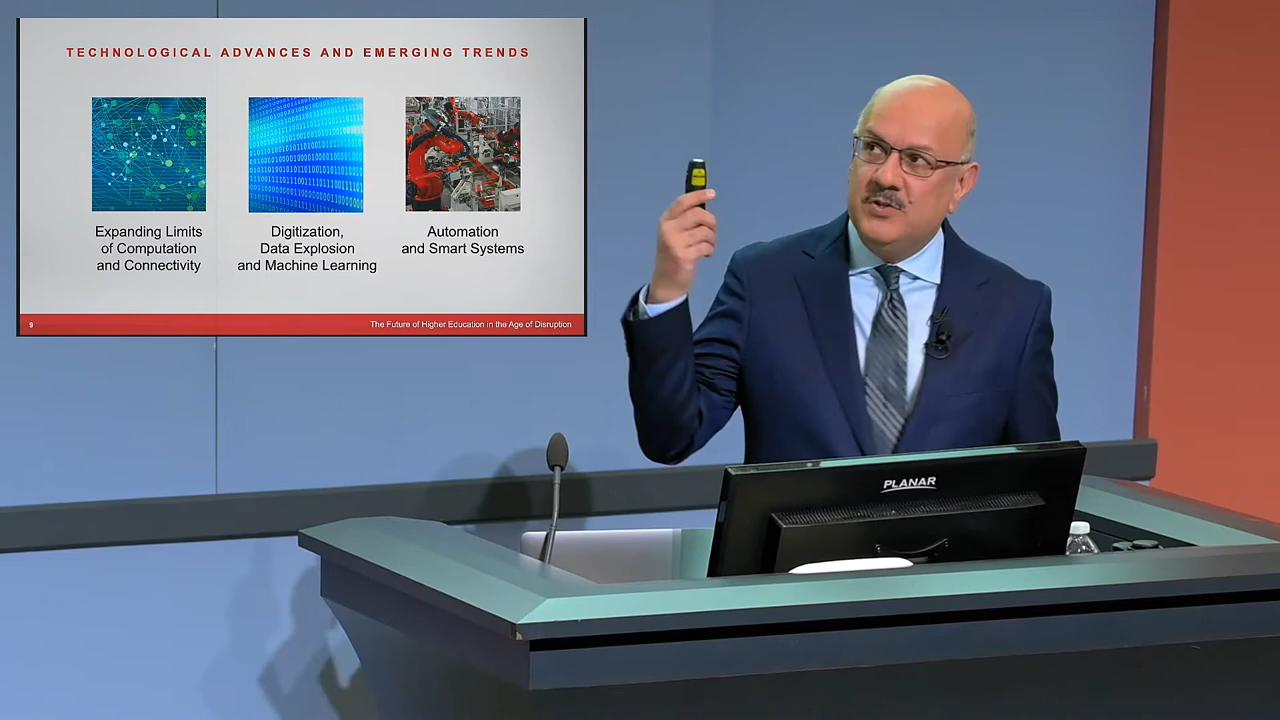 TECHNOLOGICAL ADVANCES AND EMERGING TRENDS
Expanding Limits
of Computation
and Connectivity
Digitization,
Data Explosion
and Machine Learning
Automation
and Smart Systems
9
The Future of Higher Education in the Age of Disruption
PLANAR